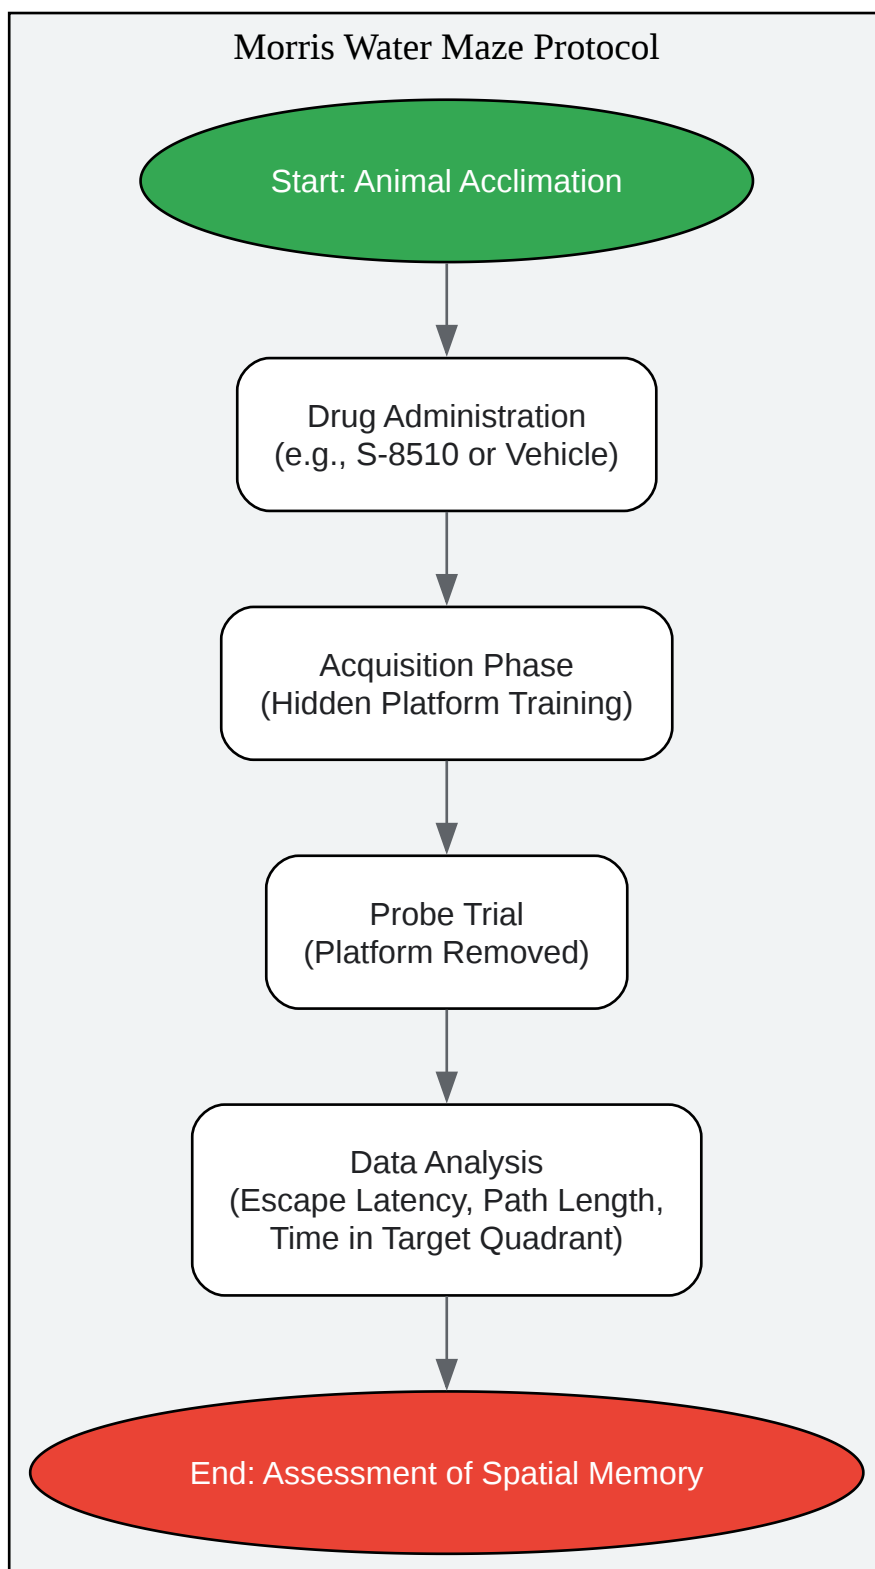 Morris Water Maze Protocol
Start: Animal Acclimation
Drug Administration
(e.g., S-8510 or Vehicle)
Acquisition Phase
(Hidden Platform Training)
Probe Trial
(Platform Removed)
Data Analysis
(Escape Latency, Path Length,
Time in Target Quadrant)
End: Assessment of Spatial Memory